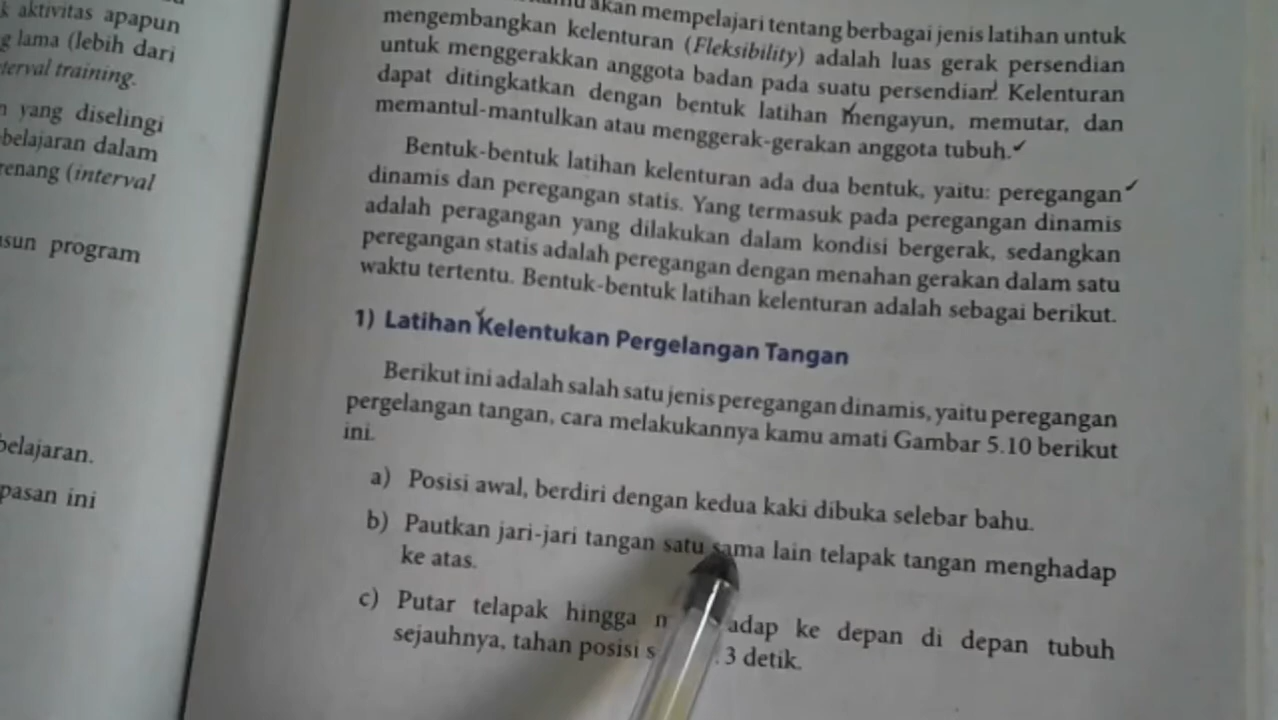 aktivitas apapun
lama (lebih dari
terval training.
yang diselingi
belajaran dalam
renang (interval
sun program
belajaran.
pasan ini
akan mempelajari tentang berbagai jenis latihan untuk
mengembangkan kelenturan (Fleksibility) adalah luas gerak persendian
untuk menggerakkan anggota badan pada suatu persendian. Kelenturan
dapat ditingkatkan dengan bentuk latihan mengayun, memutar, dan
memantul-mantulkan atau menggerak-gerakan anggota tubuh.
Bentuk-bentuk latihan kelenturan ada dua bentuk, yaitu: peregangan
dinamis dan peregangan statis. Yang termasuk pada peregangan dinamis
adalah peragangan yang dilakukan dalam kondisi bergerak, sedangkan
peregangan statis adalah peregangan dengan menahan gerakan dalam satu
waktu tertentu. Bentuk-bentuk latihan kelenturan adalah sebagai berikut.
1) Latihan Kelentukan Pergelangan Tangan
Berikut ini adalah salah satu jenis peregangan dinamis, yaitu peregangan
pergelangan tangan, cara melakukannya kamu amati Gambar 5.10 berikut
ini.
a) Posisi awal, berdiri dengan kedua kaki dibuka selebar bahu.
b) Pautkan jari-jari tangan satu sama lain telapak tangan menghadap
ke atas.
c) Putar telapak hingga adap ke depan di depan tubuh
sejauhnya, tahan posisi 3 detik.